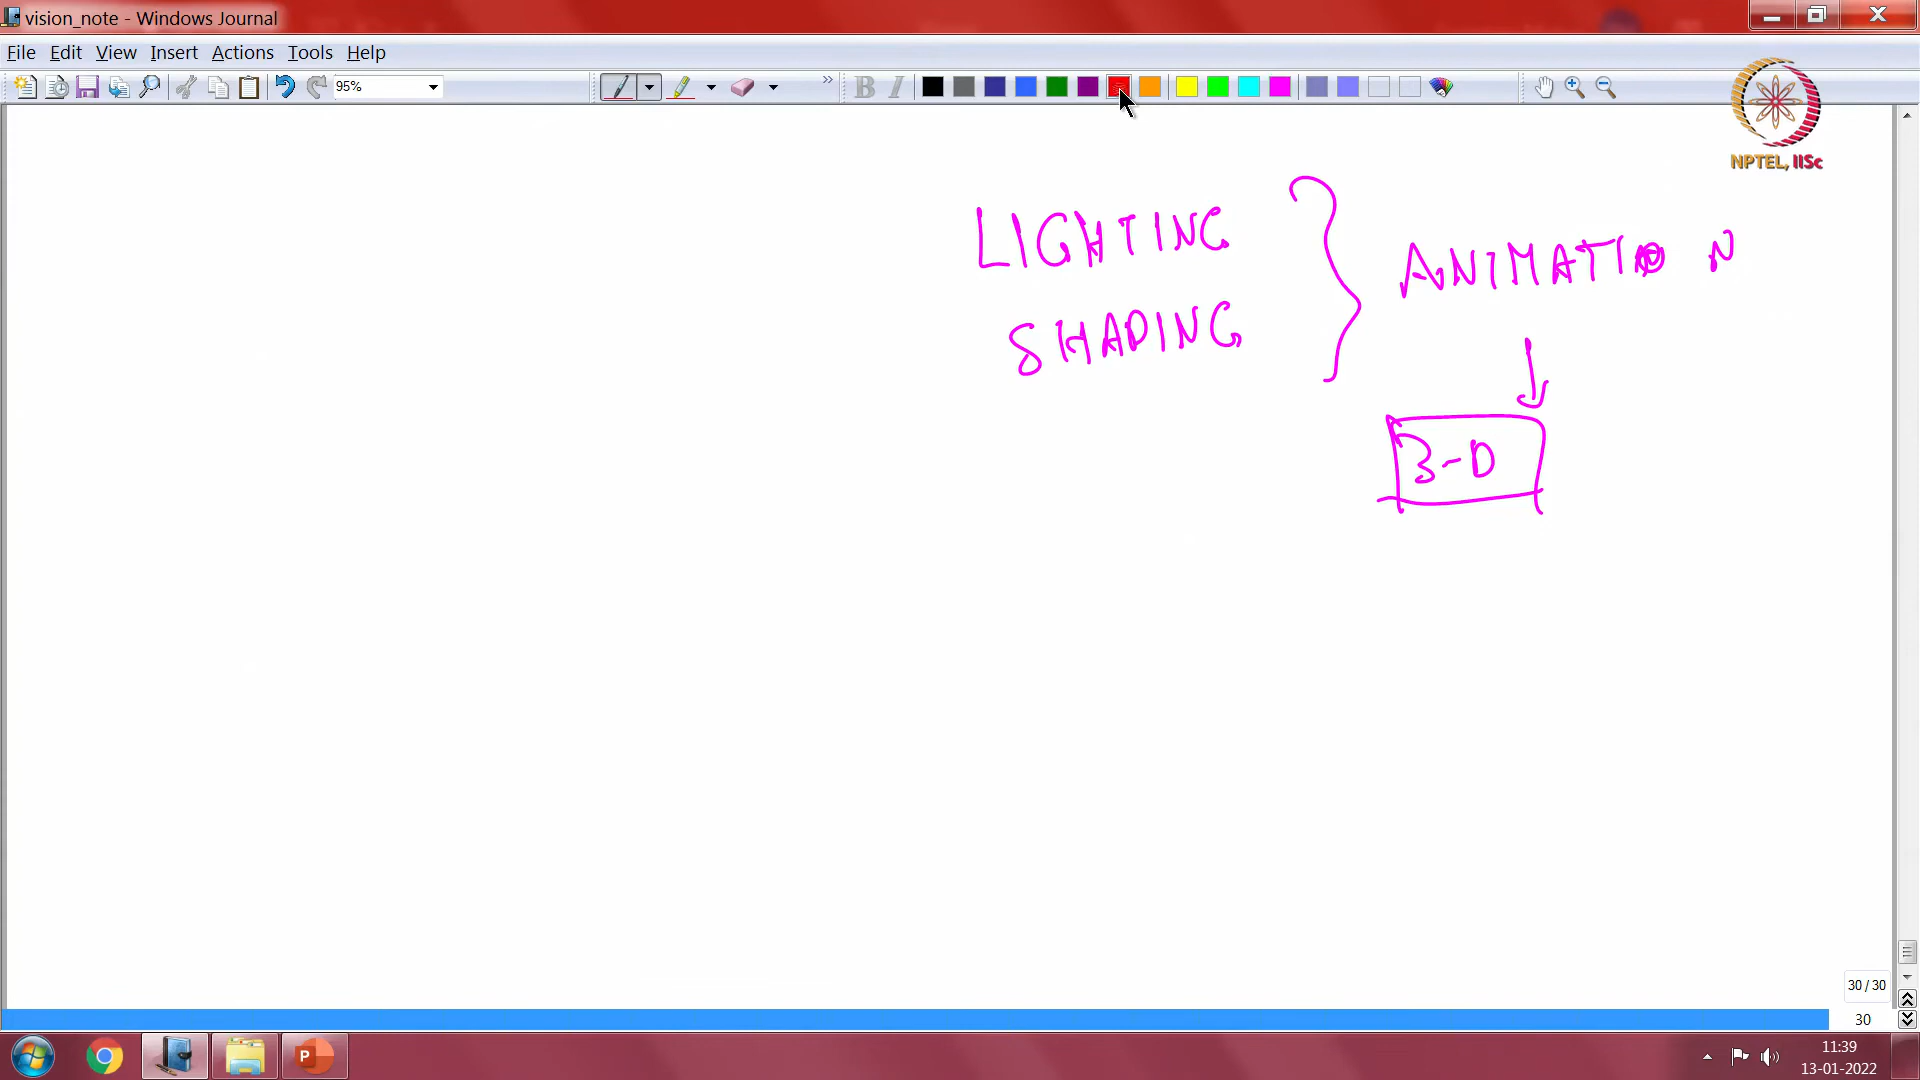 vision_note - Windows Journal
File Edit View Insert Actions Tools Help
95%
B I
NPTEL, IISc
LIGHTING
SHADING
ANIMATION
3-D
30 / 30
30
P
11:39
13-01-2022